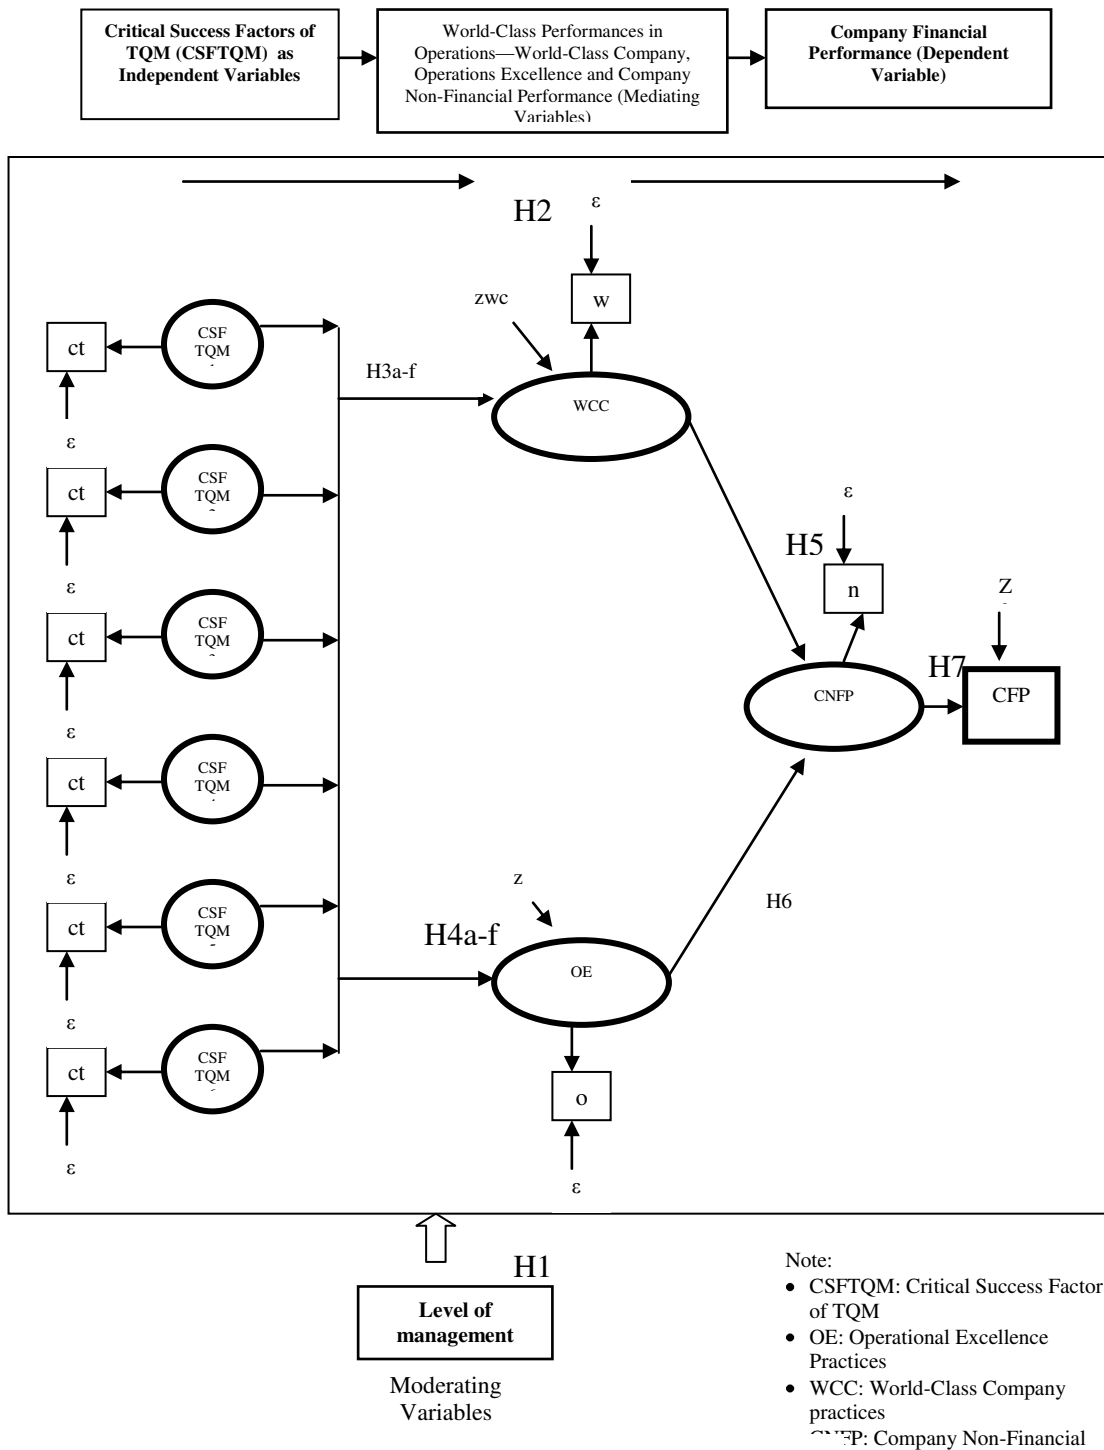 Critical Success Factors of
TQM (CSFTQM) as
Independent Variables
World-Class Performances in
Operations—World-Class Company,
Operations Excellence and Company
Non-Financial Performance (Mediating
Variables)
Company Financial
Performance (Dependent
Variable)
H2
ε
w
zwc
WCC
H3a-f
CSF
TQM
ct
ε
CSF
TQM
ct
ε
CSF
TQM
ct
ε
CSF
TQM
ct
ε
CSF
TQM
ct
ε
CSF
TQM
ct
ε
ε
H5
n
Z
CNFP
H7
CFP
H6
z
H4a-f
OE
o
ε
H1
Level of
management
Moderating
Variables
Note:
• CSFTQM: Critical Success Factor
of TQM
• OE: Operational Excellence
Practices
• WCC: World-Class Company
practices
CNFP: Company Non-Financial